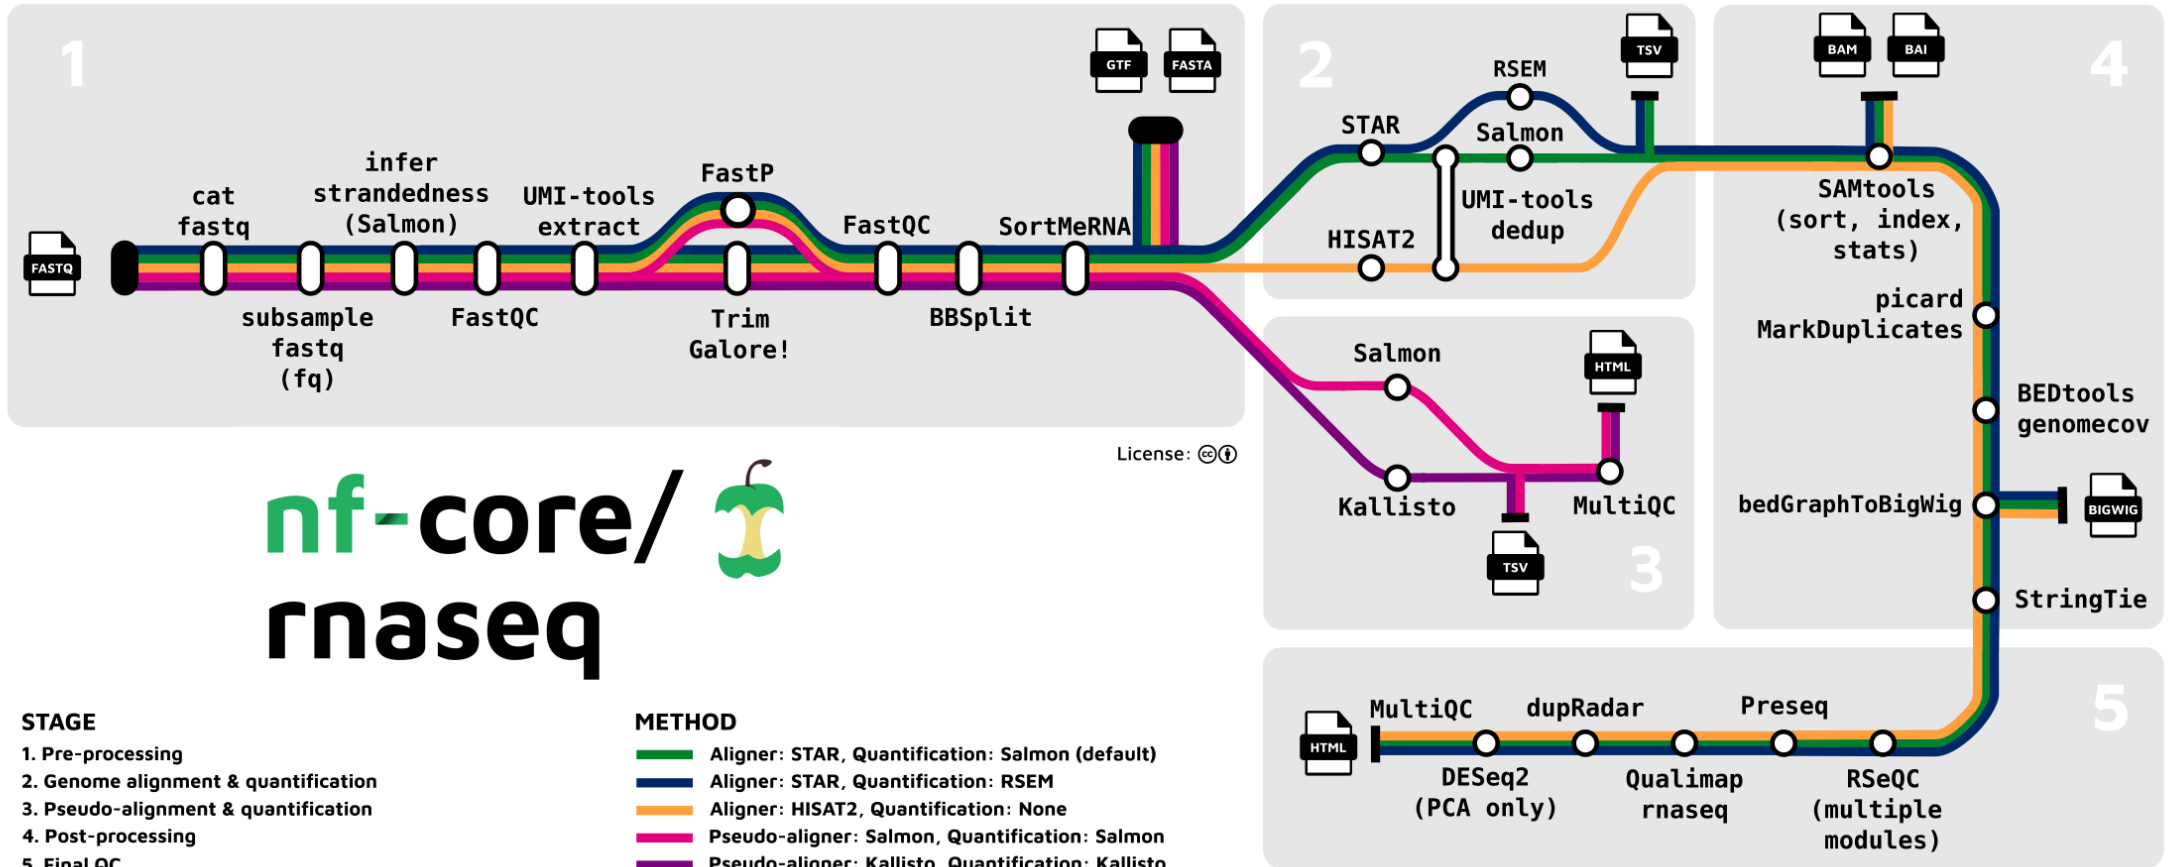 1
GTF
FASTA
FASTQ
cat
fastq
infer
strandedness
(Salmon)
UMI-tools
extract
FastP
FastQC
SortMeRNA
subsample
fastq
(fq)
FastQC
Trim
Galore!
BBSplit
2
TSV
STAR
RSEM
Salmon
UMI-tools
dedup
HISAT2
3
Salmon
Kallisto
MultiQC
HTML
TSV
4
BAM
BAI
SAMtools
(sort, index,
stats)
picard
MarkDuplicates
BEDtools
genomecov
bedGraphToBigWig
BIGWIG
StringTie
5
HTML
MultiQC
dupRadar
Preseq
DESeq2
(PCA only)
Qualimap
rnaseq
RSeQC
(multiple
modules)
License:
nf-core/
rnaseq
STAGE
1. Pre-processing
2. Genome alignment & quantification
3. Pseudo-alignment & quantification
4. Post-processing
5. Final QC
METHOD
Aligner: STAR, Quantification: Salmon (default)
Aligner: STAR, Quantification: RSEM
Aligner: HISAT2, Quantification: None
Pseudo-aligner: Salmon, Quantification: Salmon
Pseudo-aligner: Kallisto, Quantification: Kallisto